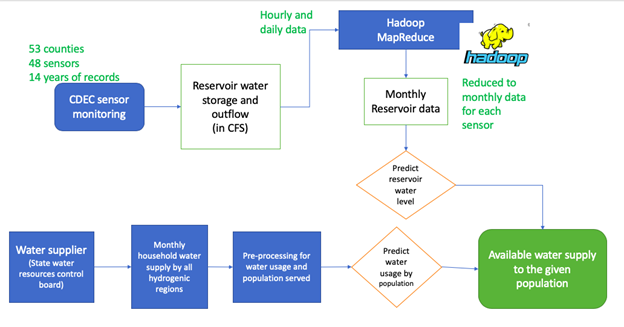 Hourly and
daily data
Hadoop
MapReduce
hadoop
53 counties
48 sensors
14 years of records
CDEC sensor
monitoring
Reservoir water
storage and
outflow
(in CFS)
Monthly
Reservoir data
Reduced to
monthly data
for each
sensor
Predict
reservoir
water
level
Water supplier
(State water
resources control
board)
Monthly
household water
supply by all
hydrogenic
regions
Pre-processing for
water usage and
population served
Predict
water
usage by
population
Available water supply
to the given
population